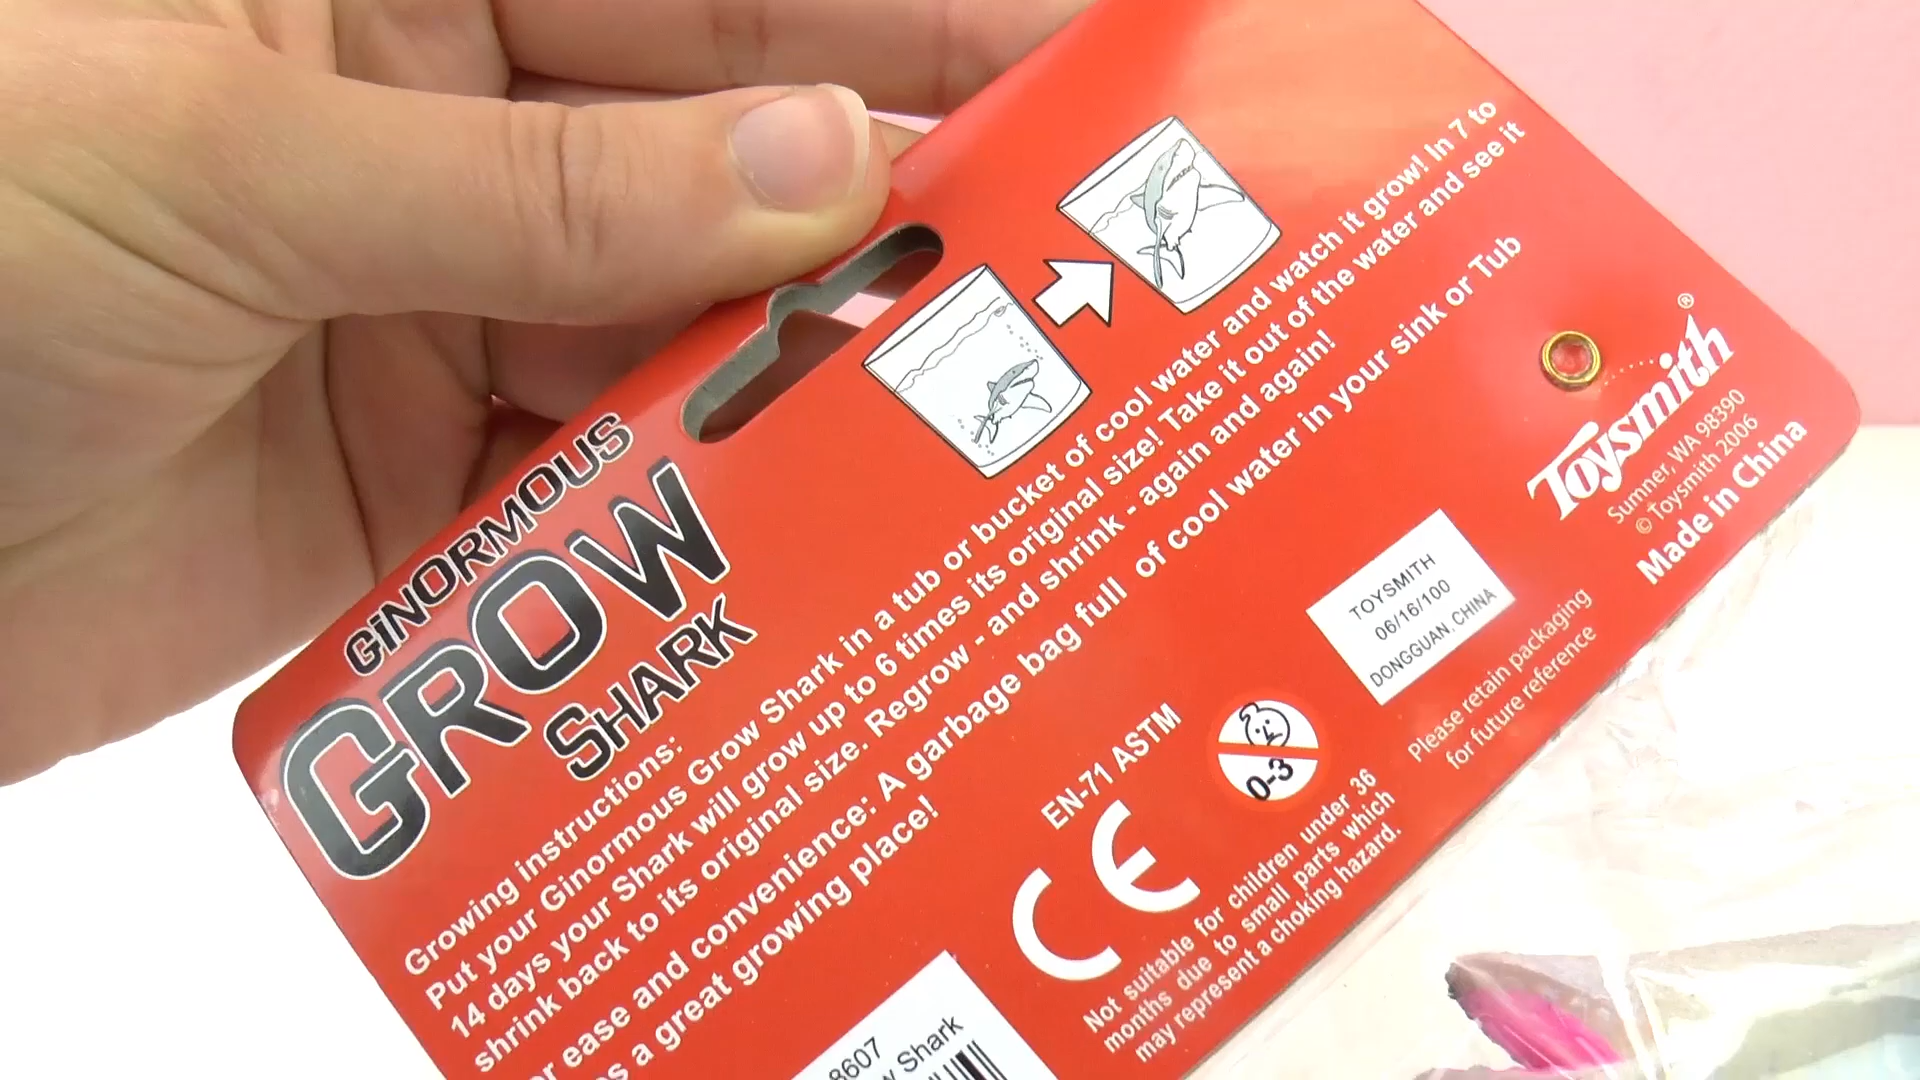 GINORMOUS
GROW
SHARK
Growing instructions:
Put your Ginormous Grow Shark in a tub or bucket of cool water and watch it grow! In 7 to
14 days your Shark will grow up to 6 times its original size! Take it out of the water and see it
shrink back to its original size. Regrow - and shrink - again and again!
ease and convenience: A garbage bag full of cool water in your sink or Tub
a great growing place!
Toysmith®
Sumner, WA 98390
© Toysmith 2006
Made in China
TOYSMITH
06/16/100
DONGGUAN, CHINA
Please retain packaging
for future reference
EN-71 ASTM
CE
0-3
Not suitable for children under 36
months due to small parts which
may represent a choking hazard.
8607
Shark